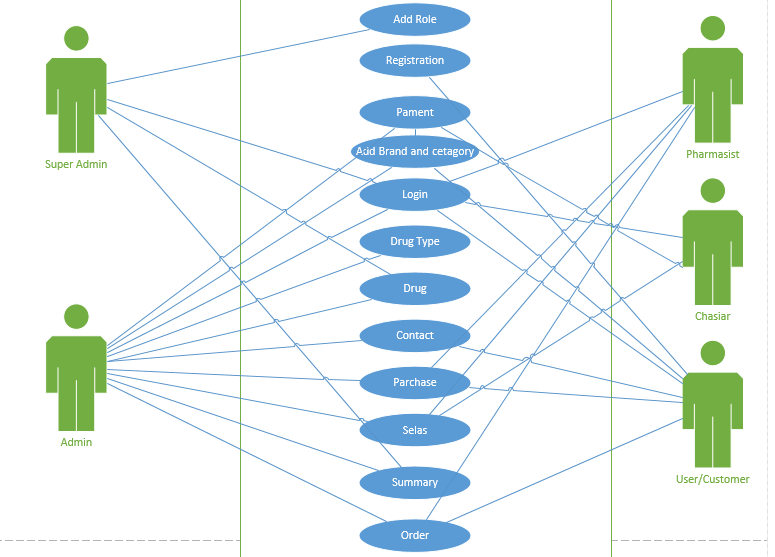 Add Role
Registration
Pament
Add Brand and cetagory
Login
Drug Type
Drug
Contact
Parchase
Selas
Summary
Order
Super Admin
Admin
Pharmasist
Chasiar
User/Customer